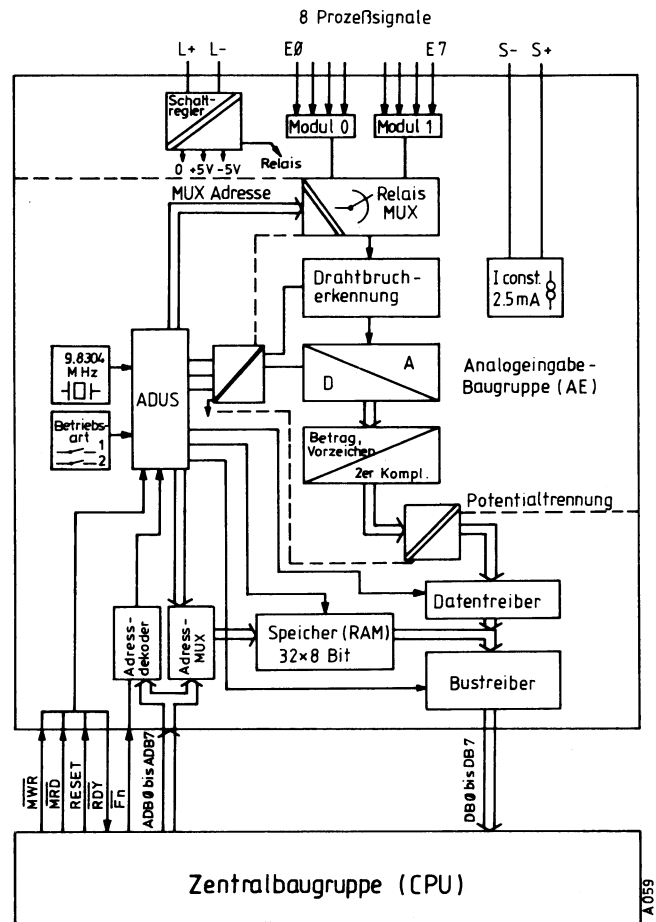 8 Prozeßsignale
L+ L- EØ E7 S- S+
Schalt-
regler
Modul 0
Modul 1
0 +5V -5V
Relais
MUX Adresse
Relais
MUX
Drahtbruch-
erkennung
I const.
2.5mA
9.8304
MHz
ADUS
D
A
Analogeingabe-
Baugruppe (AE)
Betriebs-
art
1
2
Betrag,
Vorzeichen
2er Kompl.
Potentialtrennung
Adress-
dekoder
Adress-
MUX
Speicher (RAM)
32×8 Bit
Datentreiber
Bustreiber
MWR
MRD
RESET
RDY
Fn
ADBØ bis ADB7
DBØ bis DB7
Zentralbaugruppe (CPU)
A059